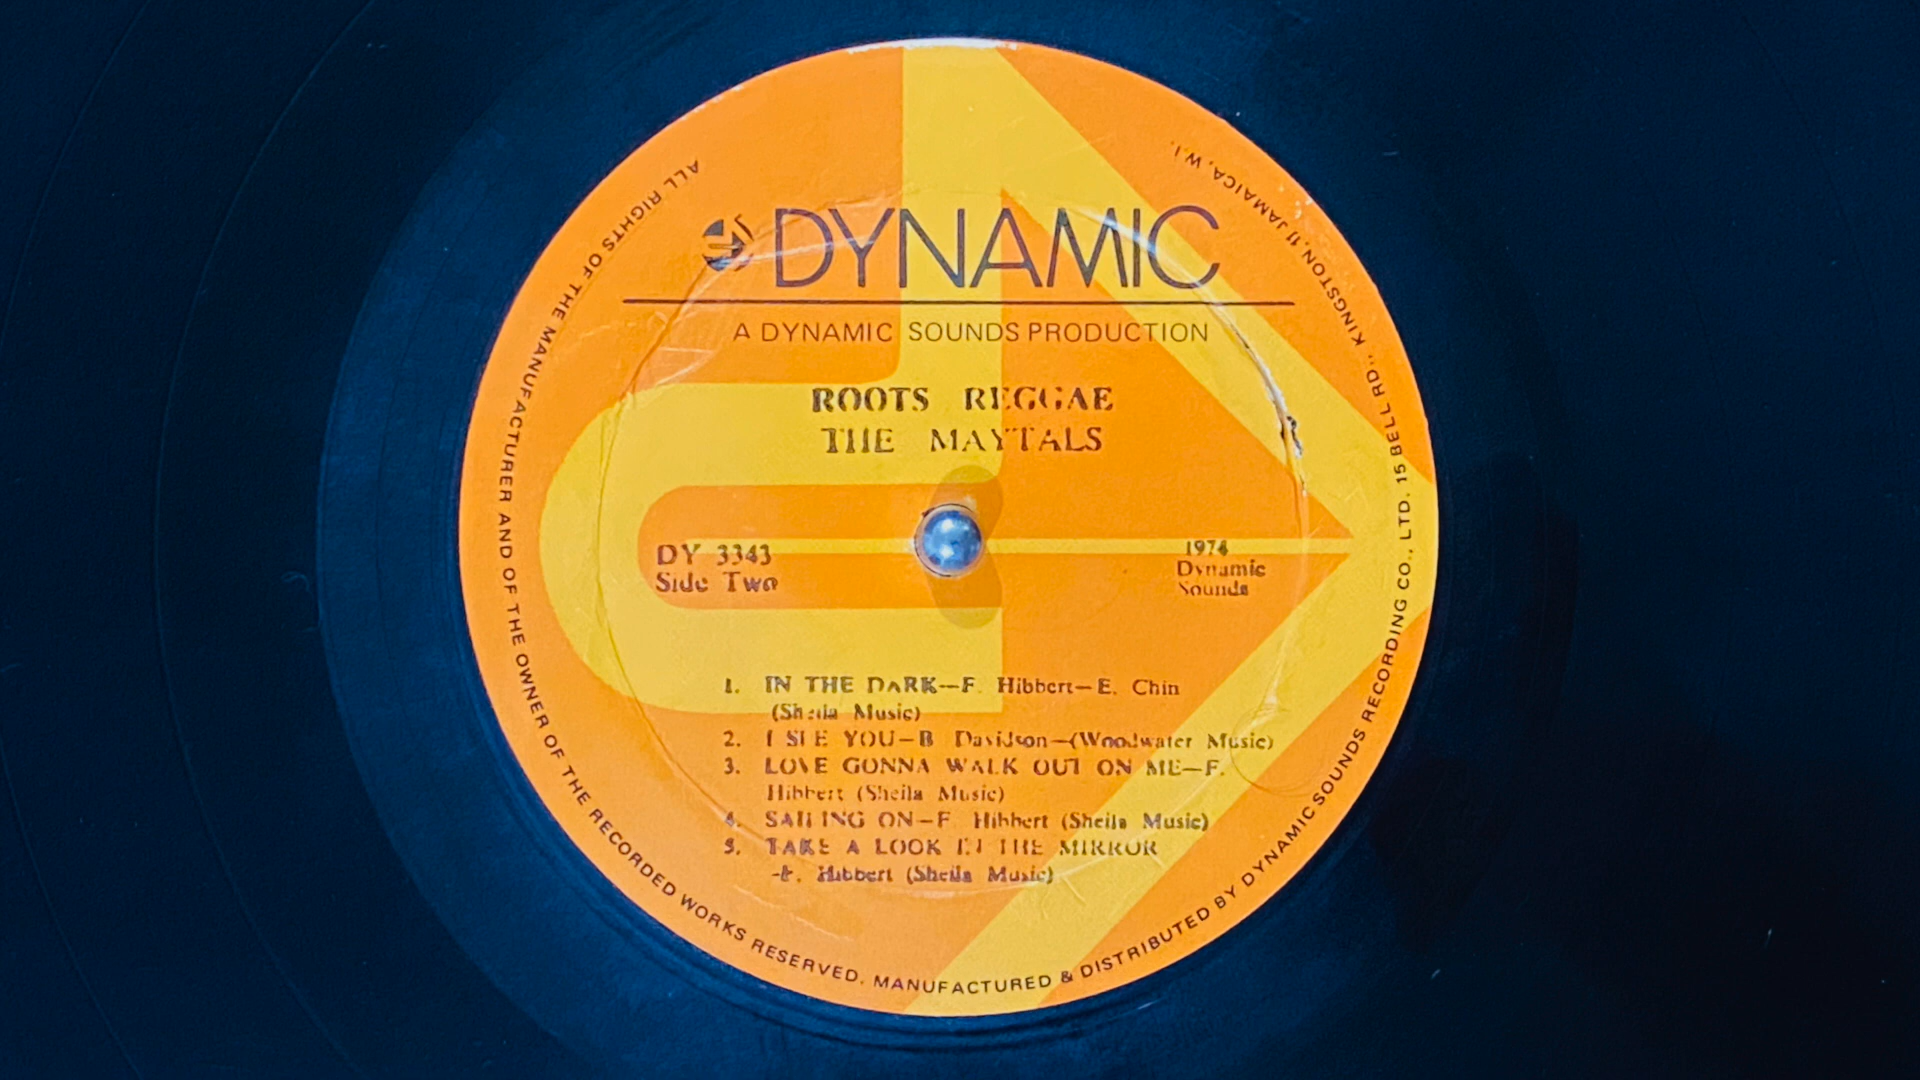 DYNAMIC
A DYNAMIC SOUNDS PRODUCTION
ROOTS REGGAE
THE MAYTALS
DY 3343
Side Two
1974
Dynamic
Sounds
1. IN THE DARK—F. Hibbert—E. Chin
(Sheila Music)
2. I SEE YOU—B Davidson—(Woodwater Music)
3. LOVE GONNA WALK OUT ON ME—F.
Hibbert (Sheila Music)
4. SAILING ON—F. Hibbert (Sheila Music)
5. TAKE A LOOK IN THE MIRROR
-F. Hibbert (Sheila Music)
ALL RIGHTS OF THE MANUFACTURER AND OF THE OWNER OF THE RECORDED WORKS RESERVED. MANUFACTURED & DISTRIBUTED BY DYNAMIC SOUNDS RECORDING CO., LTD. 15 BELL RD., KINGSTON, 11 JAMAICA, W.I.